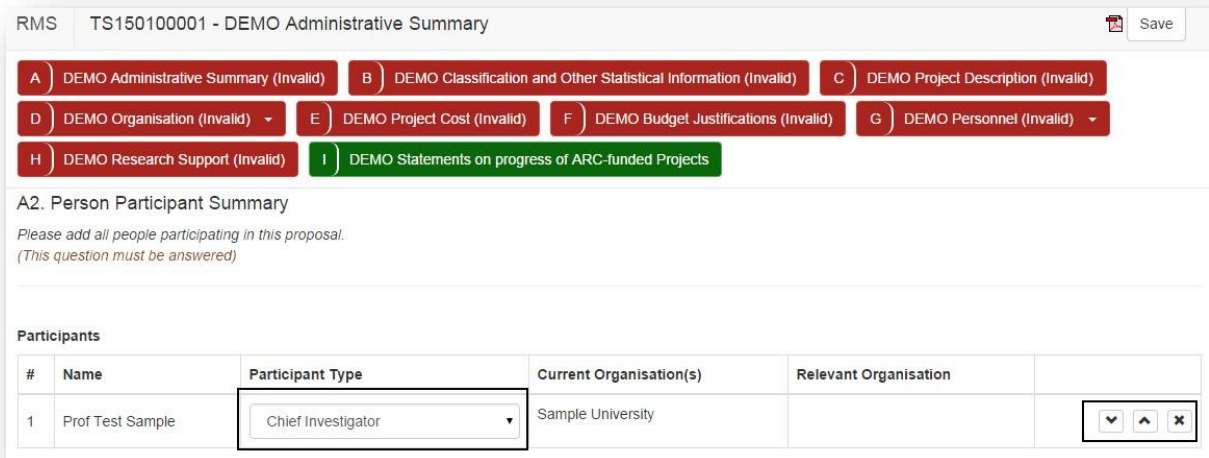 RMS TS150100001 - DEMO Administrative Summary Save
A DEMO Administrative Summary (Invalid) B DEMO Classification and Other Statistical Information (Invalid) C DEMO Project Description (Invalid)
D DEMO Organisation (Invalid) E DEMO Project Cost (Invalid) F DEMO Budget Justifications (Invalid) G DEMO Personnel (Invalid)
H DEMO Research Support (Invalid) I DEMO Statements on progress of ARC-funded Projects
A2. Person Participant Summary
Please add all people participating in this proposal.
(This question must be answered)
Participants
# Name Participant Type Current Organisation(s) Relevant Organisation
1 Prof Test Sample Chief Investigator Sample University